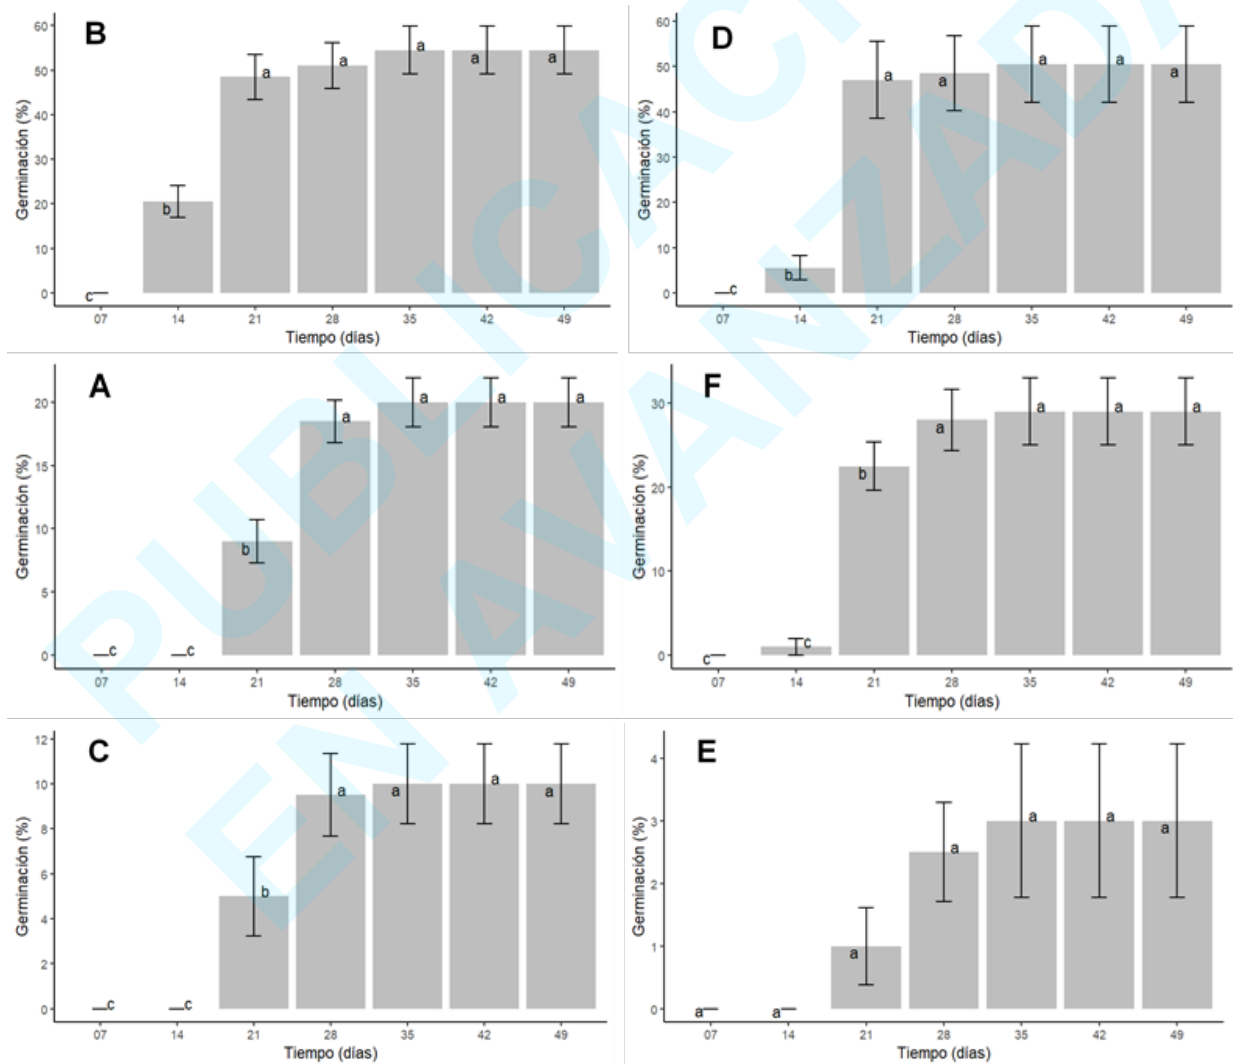 B
Germinación (%)
60
50
40
30
20
10
0
c
b
a
a
a
a
a
07 14 21 28 35 42 49
Tiempo (días)
D
Germinación (%)
60
50
40
30
20
10
0
c
b
a
a
a
a
a
07 14 21 28 35 42 49
Tiempo (días)
A
Germinación (%)
20
15
10
5
0
c
c
b
a
a
a
a
07 14 21 28 35 42 49
Tiempo (días)
F
Germinación (%)
30
20
10
0
c
c
b
a
a
a
a
07 14 21 28 35 42 49
Tiempo (días)
C
Germinación (%)
12
10
8
6
4
2
0
c
c
b
a
a
a
a
07 14 21 28 35 42 49
Tiempo (días)
E
Germinación (%)
4
3
2
1
0
a
a
a
a
a
a
a
07 14 21 28 35 42 49
Tiempo (días)
PUBLICACI
EN AVANZADA